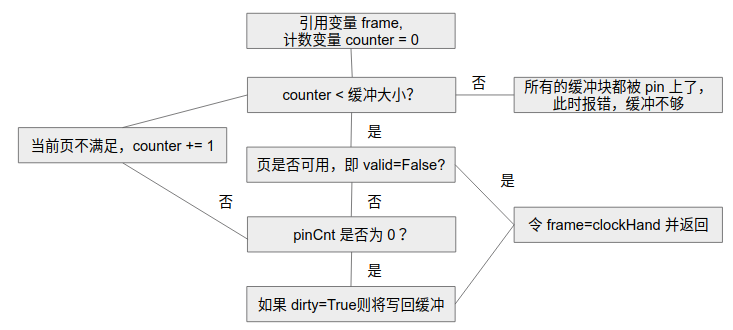 引用变量 frame,
计数变量 counter = 0
counter < 缓冲大小?
否
所有的缓冲块都被 pin 上了，
此时报错，缓冲不够
当前页不满足，counter += 1
是
页是否可用，即 valid=False?
是
否
否
pinCnt 是否为 0？
令 frame=clockHand 并返回
是
如果 dirty=True则将写回缓冲